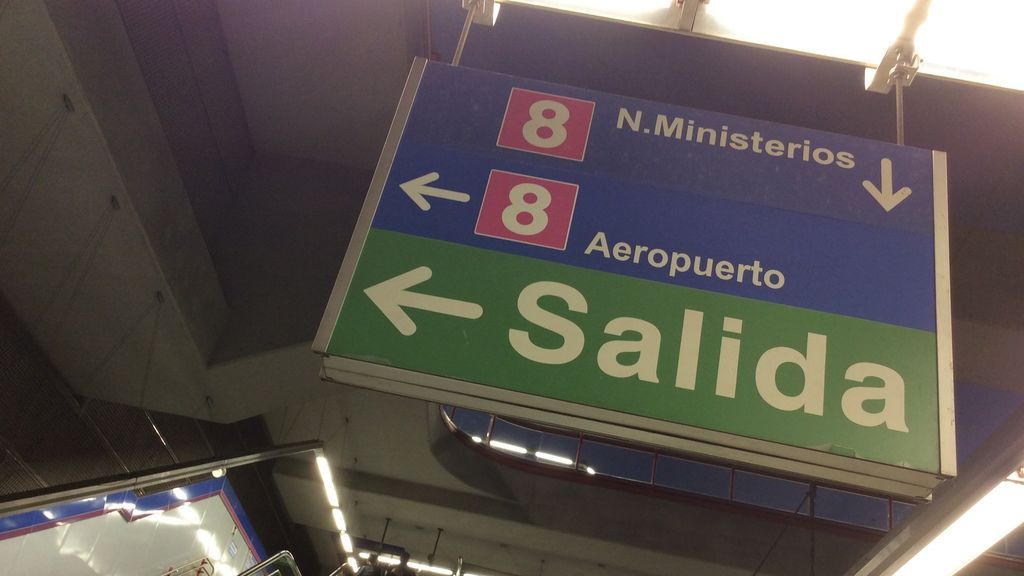 8 N.Ministerios ↓
← 8 Aeropuerto
← Salida